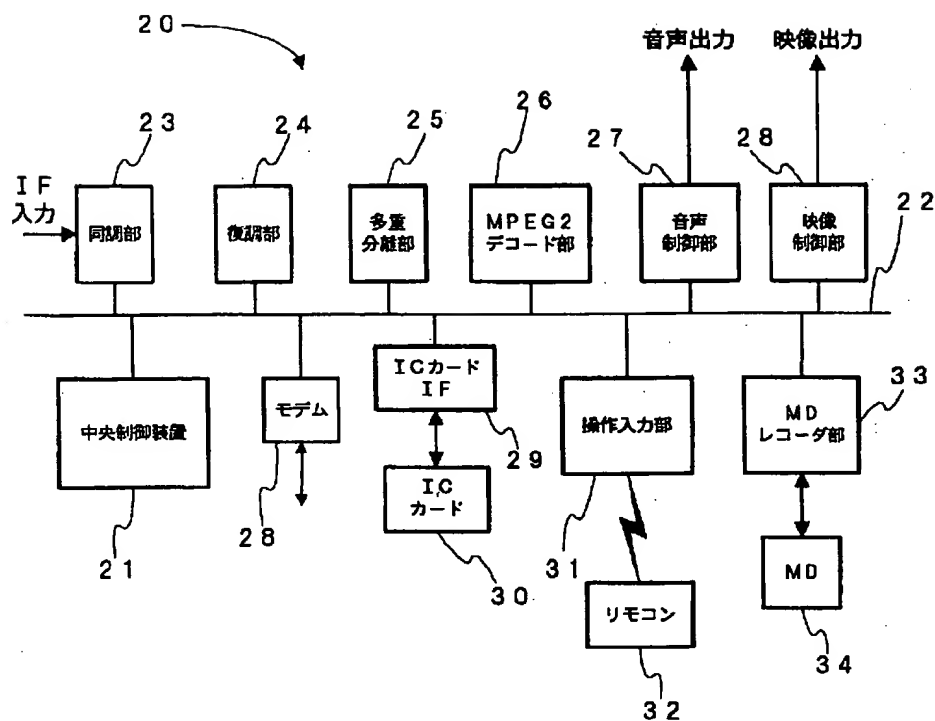 20
音声出力
映像出力
23
24
25
26
27
28
22
IF
入力
同調部
復調部
多重
分離部
MPEG2
デコード部
音声
制御部
映像
制御部
中央制御装置
モデム
ICカード
IF
操作入力部
MD
レコーダ部
33
29
IC
カード
21
28
30
31
リモコン
32
MD
34